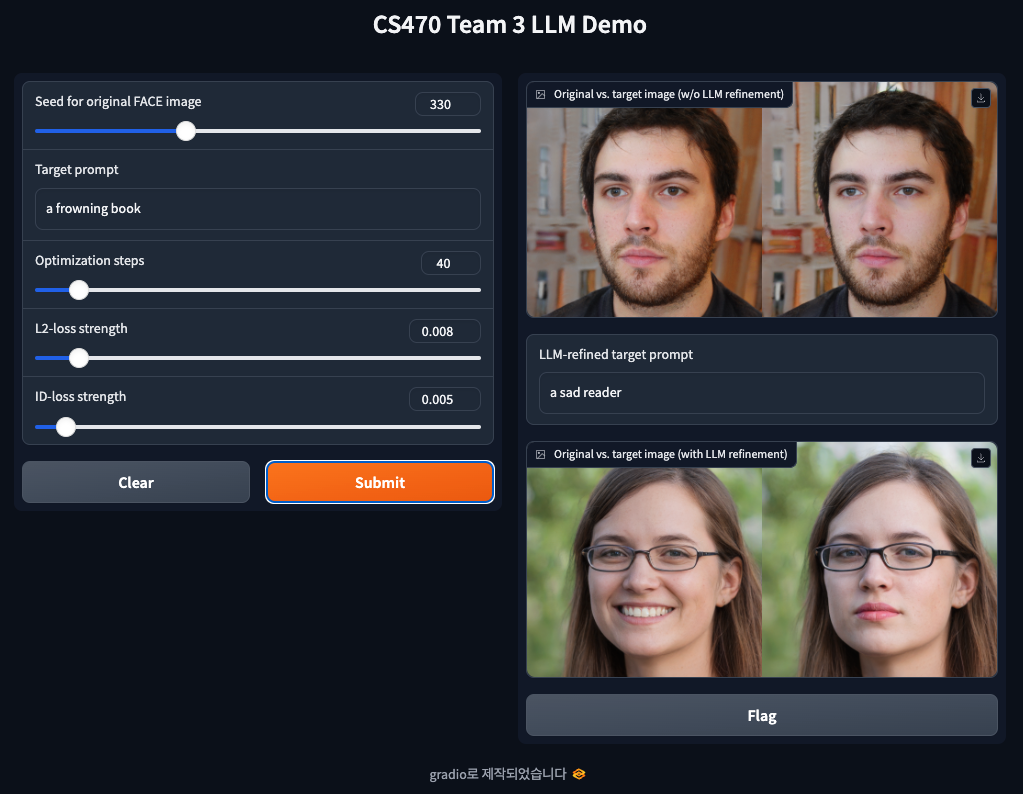 CS470 Team 3 LLM Demo
Seed for original FACE image
330
Target prompt
a frowning book
Optimization steps
40
L2-loss strength
0.008
ID-loss strength
0.005
Clear
Submit
Original vs. target image (w/o LLM refinement)
LLM-refined target prompt
a sad reader
Original vs. target image (with LLM refinement)
Flag
gradio로 제작되었습니다